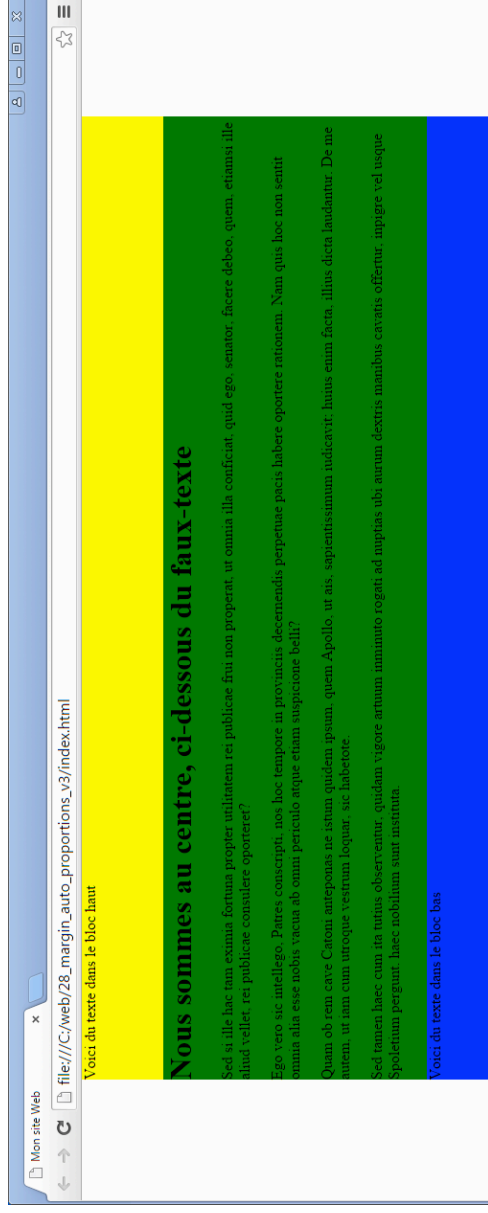 Mon site Web
file:///C:/web/28_margin_auto_proportions_v3/index.html
Voici du texte dans le bloc haut
Nous sommes au centre, ci-dessous du faux-texte
Sed si ille hac tam eximia fortuna propter utilitatem rei publicae frui non properat, ut omnia illa conficiat, quid ego, senator, facere debeo, quem, etiamsi ille
aliud vellet, rei publicae consulere oporteret?
Ego vero sic intellego, Patres conscripti, nos hoc tempore in provinciis decernendis perpetuae pacis habere oportere rationem. Nam quis hoc non sentit
omnia alia esse nobis vacua ab omni periculo atque etiam suspicione belli?
Quam ob rem cave Catoni anteponas ne istum quidem ipsum, quem Apollo, ut ais, sapientissimum iudicavit; huius enim facta, illius dicta laudantur. De me
autem, ut iam cum utroque vestrum loquar, sic habetote.
Sed tamen haec cum ita tutius observentur, quidam vigore artuum inminuto rogati ad nuptias ubi aurum dextris manibus cavatis offertur, inpigre vel usque
Spoletium pergunt. haec nobilium sunt instituta.
Voici du texte dans le bloc bas